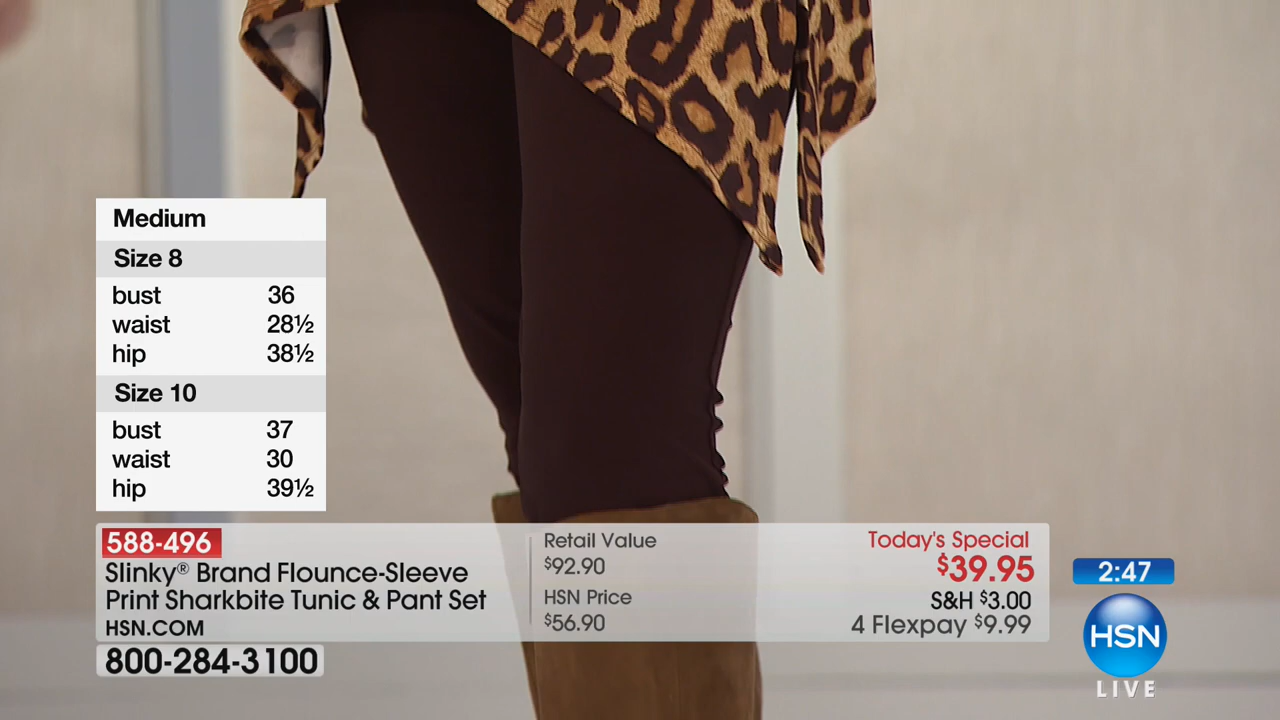 Medium
Size 8
bust 36
waist 28½
hip 38½
Size 10
bust 37
waist 30
hip 39½
588-496
Slinky® Brand Flounce-Sleeve
Print Sharkbite Tunic & Pant Set
HSN.COM
800-284-3100
Retail Value
$92.90
HSN Price
$56.90
Today's Special
$39.95
S&H $3.00
4 Flexpay $9.99
2:47
HSN
LIVE